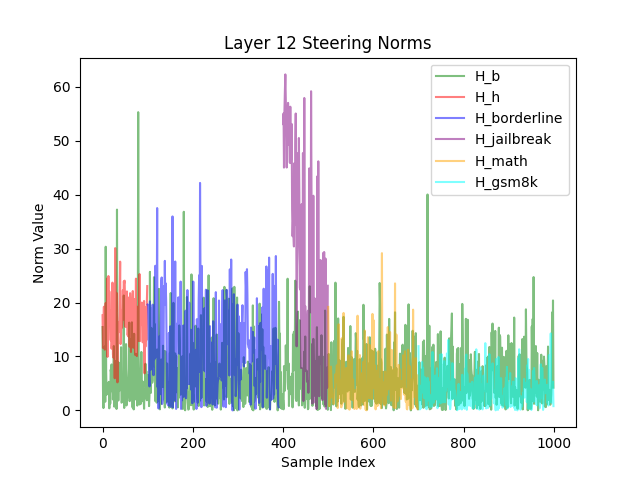 Layer 12 Steering Norms
Norm Value
60
50
40
30
20
10
0
H_b
H_h
H_borderline
H_jailbreak
H_math
H_gsm8k
0 200 400 600 800 1000
Sample Index